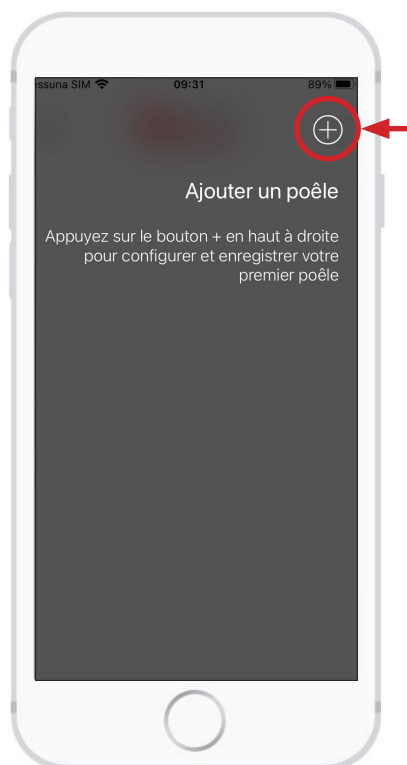 essuna SIM 09:31 89%
Ajouter un poêle
Appuyez sur le bouton + en haut à droite
pour configurer et enregistrer votre
premier poêle